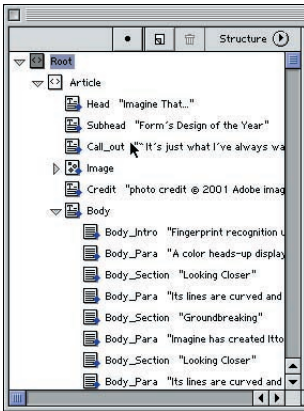 Structure
Root
Article
Head "Imagine That..."
Subhead "Form's Design of the Year"
Call_out "“It's just what I've always wa
Image
Credit "photo credit © 2001 Adobe imag
Body
Body_Intro "Fingerprint recognition u
Body_Para "A color heads-up display
Body_Section "Looking Closer"
Body_Para "Its lines are curved and
Body_Section "Groundbreaking"
Body_Para "Imagine has created Itto
Body_Section "Looking Closer"
Body_Para "Its lines are curved and